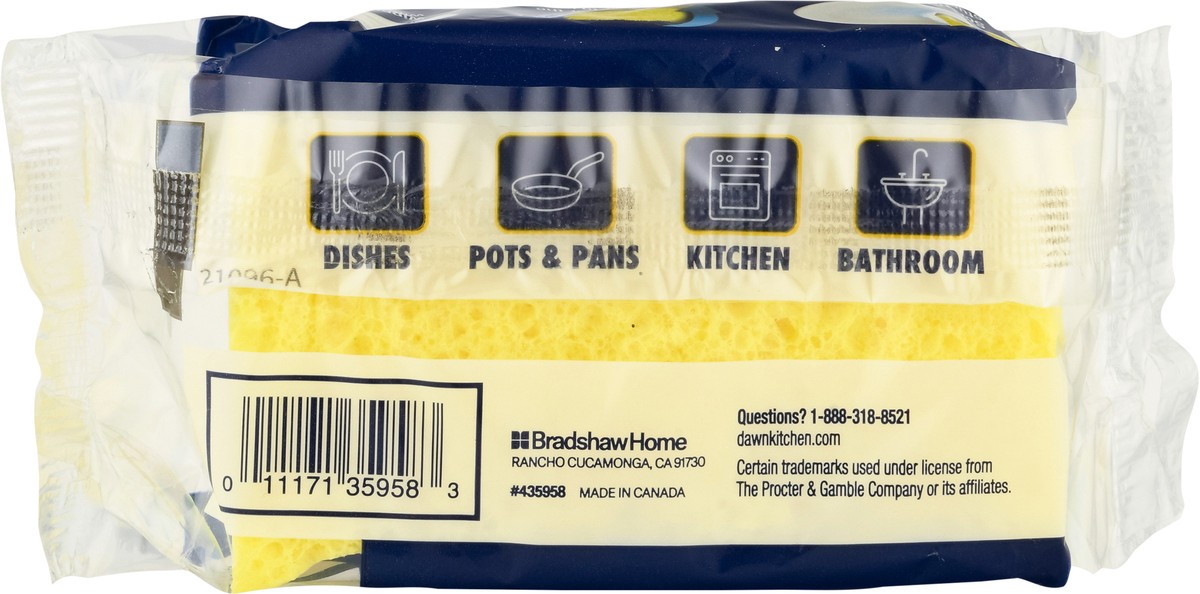 DISHES
POTS & PANS
KITCHEN
BATHROOM
21096-A
0 11171 35958 3
Bradshaw Home
RANCHO CUCAMONGA, CA 91730
#435958 MADE IN CANADA
Questions? 1-888-318-8521
dawnkitchen.com
Certain trademarks used under license from
The Procter & Gamble Company or its affiliates.